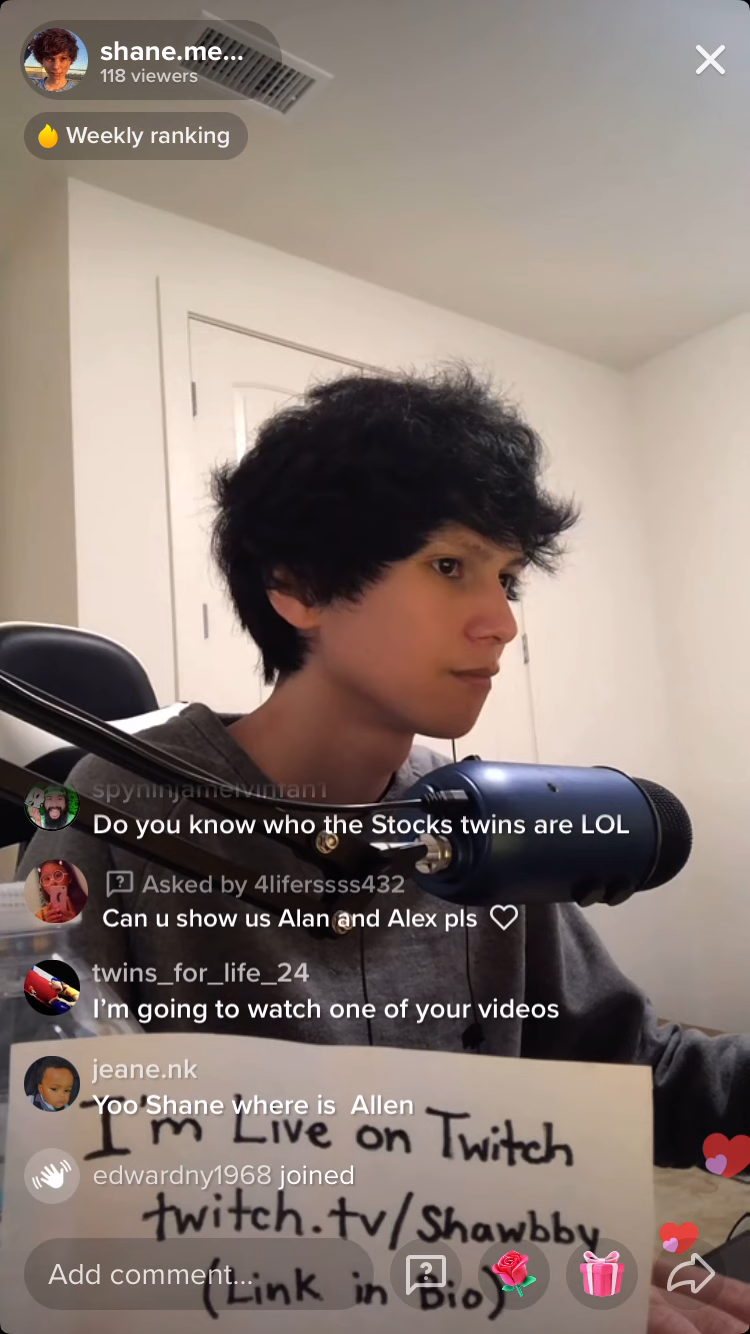 shane.me...
118 viewers
Weekly ranking
spyninjamelvinfan1
Do you know who the Stocks twins are LOL
Asked by 4liferssss432
Can u show us Alan and Alex pls
twins_for_life_24
I'm going to watch one of your videos
jeane.nk
Yoo Shane where is Allen
I'm Live on Twitch
edwardny1968 joined
twitch.tv/Shawbby
Add comment...
(Link in Bio)